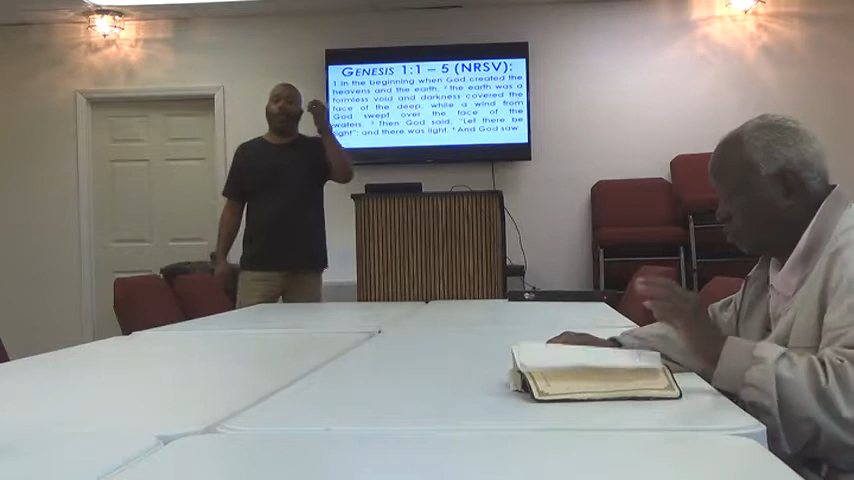 GENESIS 1:1 – 5 (NRSV):
1 In the beginning when God created the
heavens and the earth, 2 the earth was a
formless void and darkness covered the
face of the deep, while a wind from
God swept over the face of the
waters. 3 Then God said, "Let there be
light"; and there was light. 4 And God saw